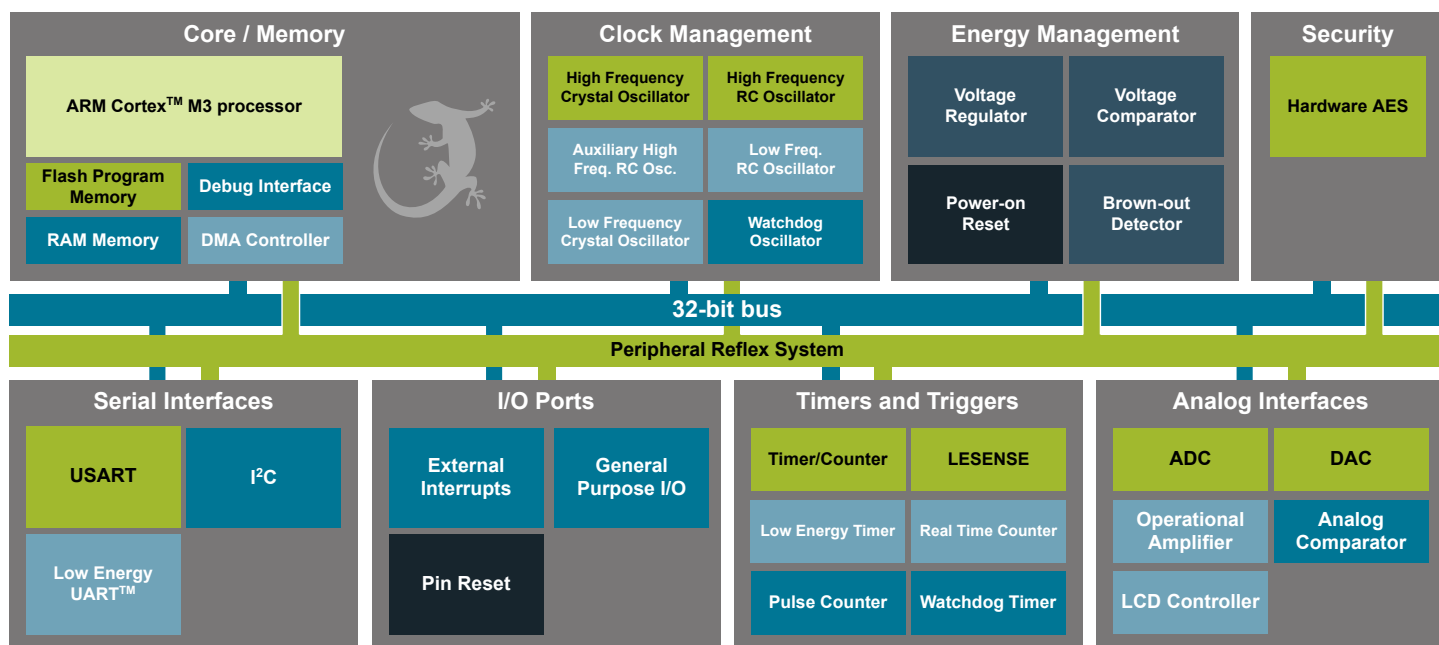 Core / Memory
ARM Cortex™ M3 processor
Flash Program
Memory
Debug Interface
RAM Memory
DMA Controller
Clock Management
High Frequency
Crystal Oscillator
High Frequency
RC Oscillator
Auxiliary High
Freq. RC Osc.
Low Freq.
RC Oscillator
Low Frequency
Crystal Oscillator
Watchdog
Oscillator
Energy Management
Voltage
Regulator
Voltage
Comparator
Power-on
Reset
Brown-out
Detector
Security
Hardware AES
32-bit bus
Peripheral Reflex System
Serial Interfaces
USART
I²C
Low Energy
UART™
I/O Ports
External
Interrupts
General
Purpose I/O
Pin Reset
Timers and Triggers
Timer/Counter
LESENSE
Low Energy Timer
Real Time Counter
Pulse Counter
Watchdog Timer
Analog Interfaces
ADC
DAC
Operational
Amplifier
Analog
Comparator
LCD Controller